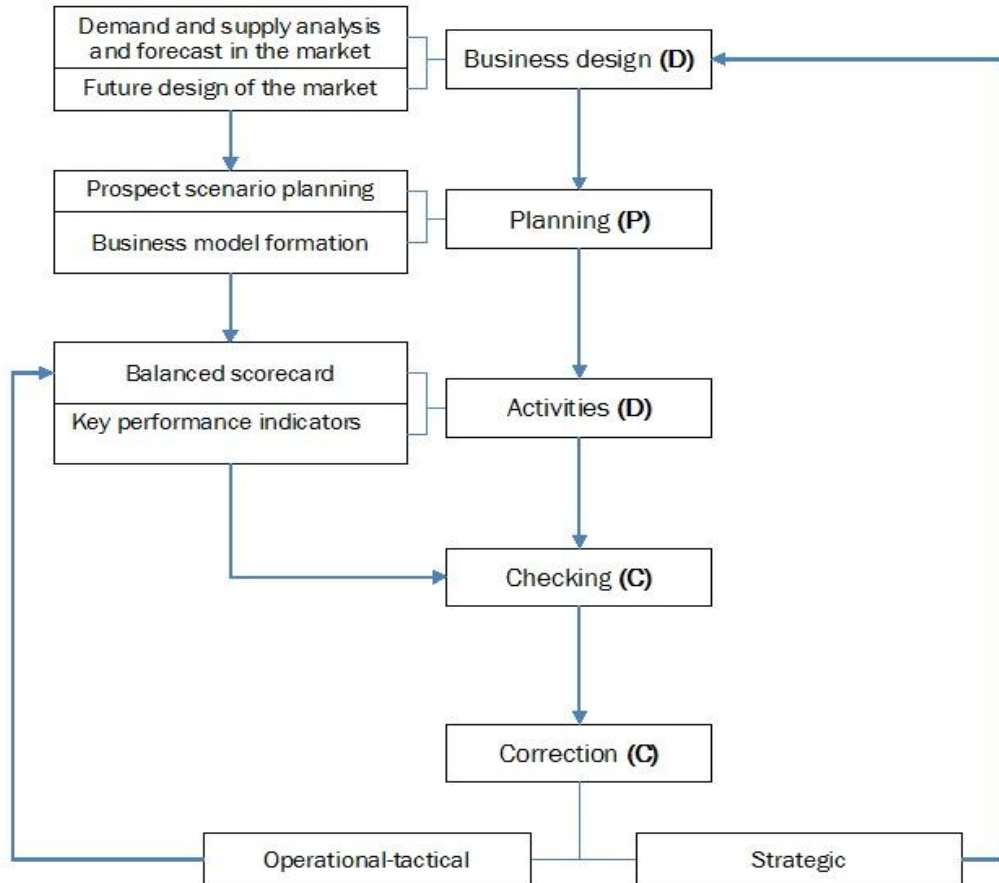 Demand and supply analysis
and forecast in the market
Future design of the market
Business design (D)
Prospect scenario planning
Business model formation
Planning (P)
Balanced scorecard
Key performance indicators
Activities (D)
Checking (C)
Correction (C)
Operational-tactical
Strategic